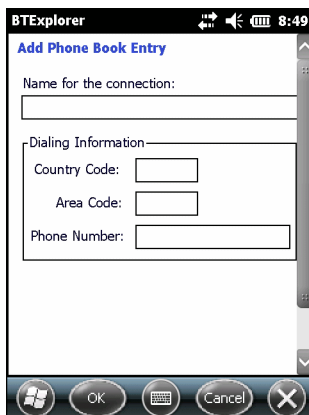 BTExplorer 8:49
Add Phone Book Entry
Name for the connection:
Dialing Information
Country Code:
Area Code:
Phone Number:
OK Cancel